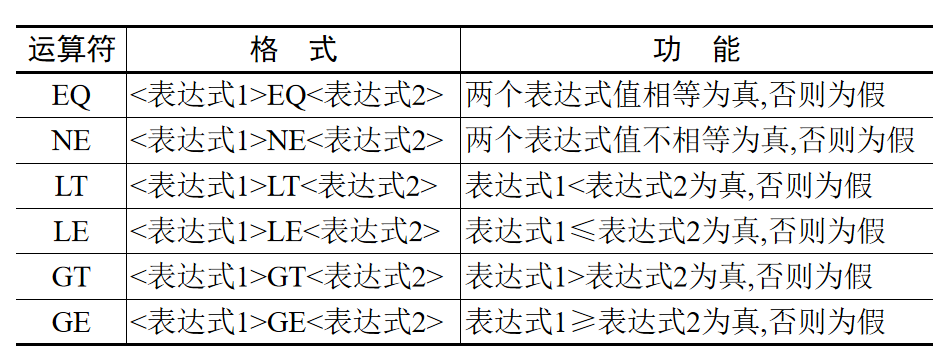 运算符 格 式 功 能
EQ <表达式1>EQ<表达式2> 两个表达式值相等为真,否则为假
NE <表达式1>NE<表达式2> 两个表达式值不相等为真,否则为假
LT <表达式1>LT<表达式2> 表达式1<表达式2为真,否则为假
LE <表达式1>LE<表达式2> 表达式1≤表达式2为真,否则为假
GT <表达式1>GT<表达式2> 表达式1>表达式2为真,否则为假
GE <表达式1>GE<表达式2> 表达式1≥表达式2为真,否则为假